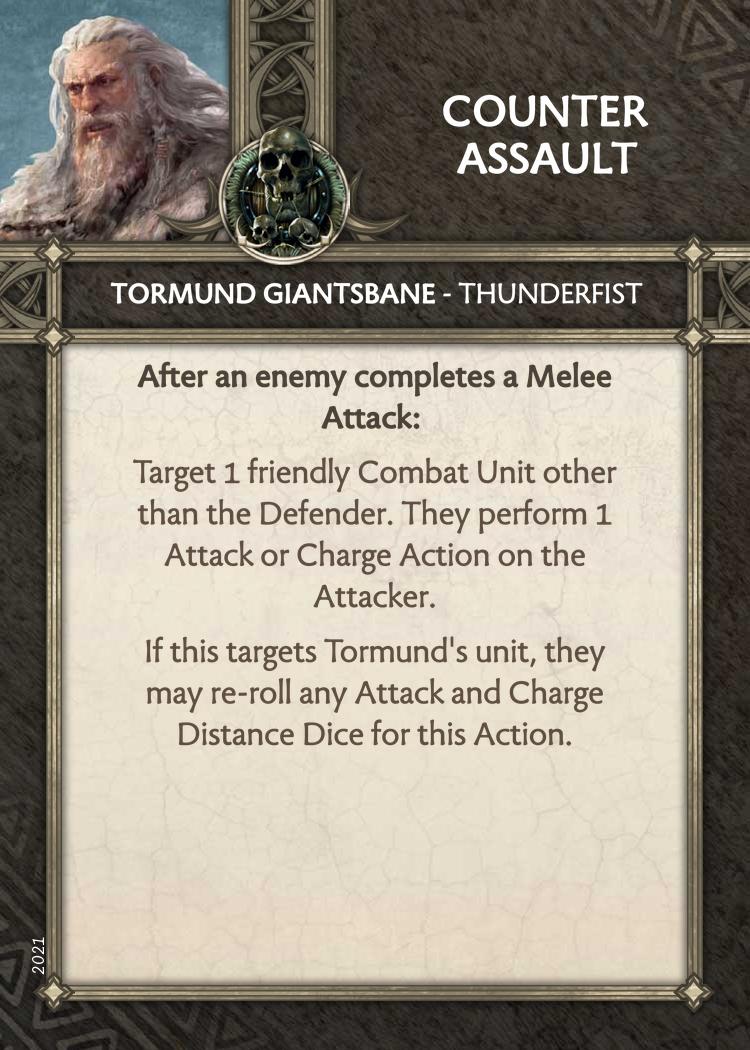 COUNTER
ASSAULT
TORMUND GIANTSBANE - THUNDERFIST
After an enemy completes a Melee
Attack:
Target 1 friendly Combat Unit other
than the Defender. They perform 1
Attack or Charge Action on the
Attacker.
If this targets Tormund's unit, they
may re-roll any Attack and Charge
Distance Dice for this Action.
2021